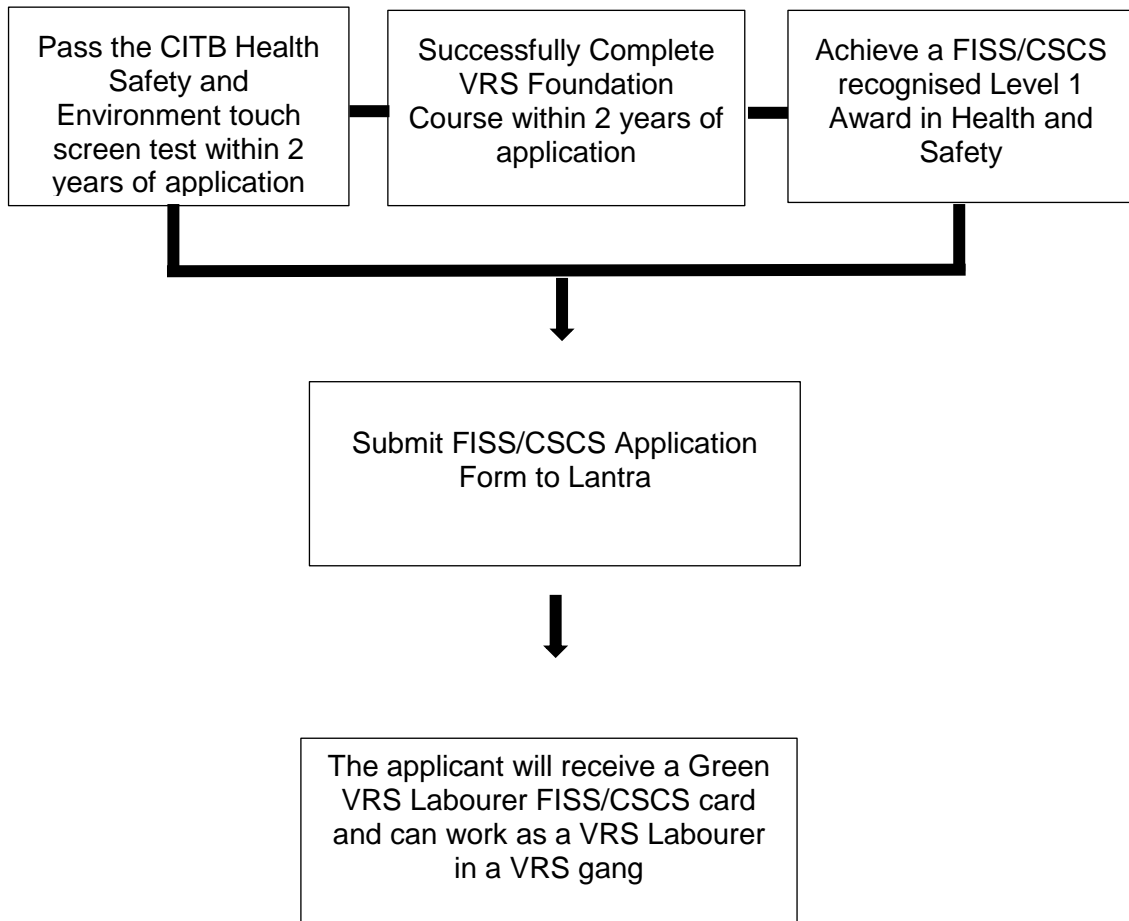 Pass the CITB Health
Safety and
Environment touch
screen test within 2
years of application
Successfully Complete
VRS Foundation
Course within 2 years of
application
Achieve a FISS/CSCS
recognised Level 1
Award in Health and
Safety
Submit FISS/CSCS Application
Form to Lantra
The applicant will receive a Green
VRS Labourer FISS/CSCS card
and can work as a VRS Labourer
in a VRS gang